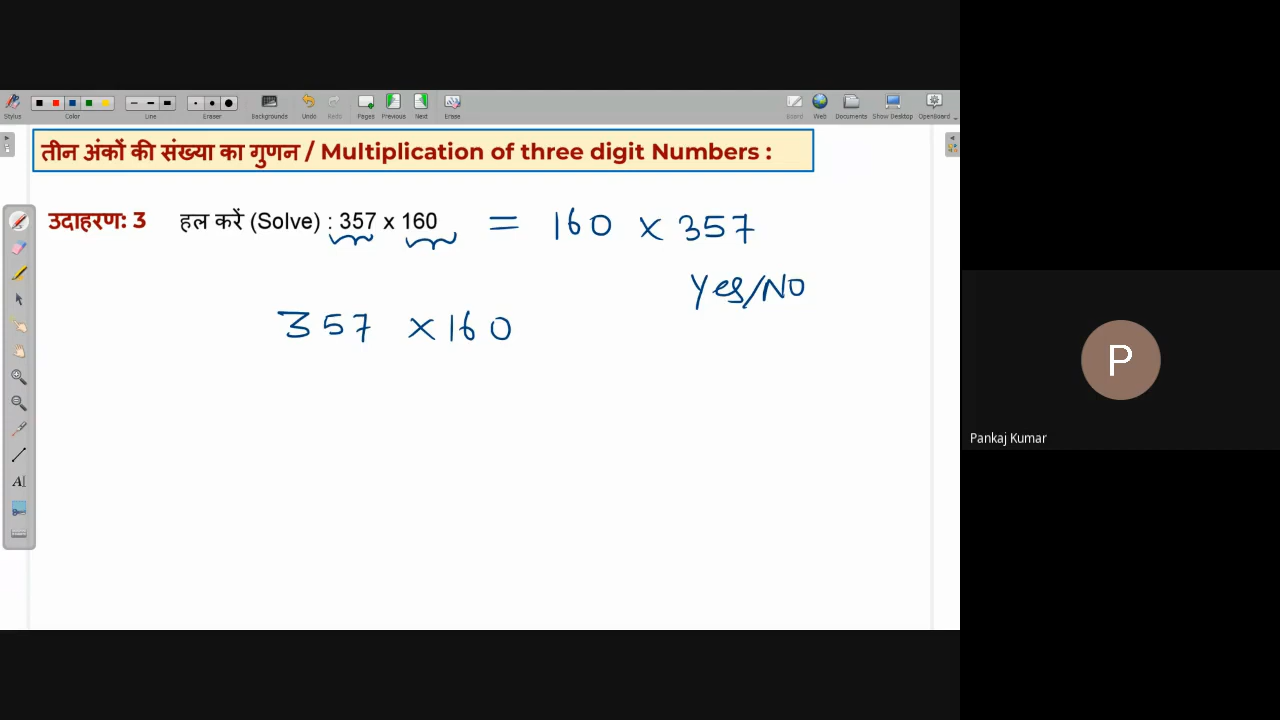 Stylus Color Line Eraser Backgrounds Undo Redo Pages Previous Next Erase Board Web Documents Show Desktop OpenBoard
तीन अंकों की संख्या का गुणन / Multiplication of three digit Numbers :
उदाहरण: 3 हल करें (Solve) : 357 x 160 = 160 x 357
Yes/No
357 x 160
P
Pankaj Kumar